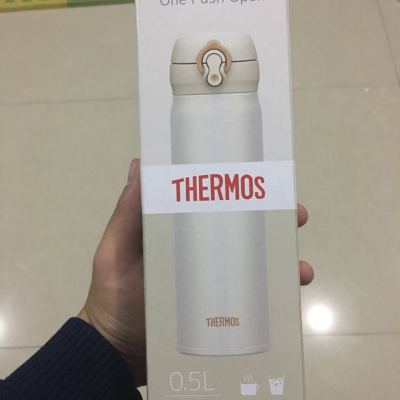 One Push Open
THERMOS
THERMOS
0.5L